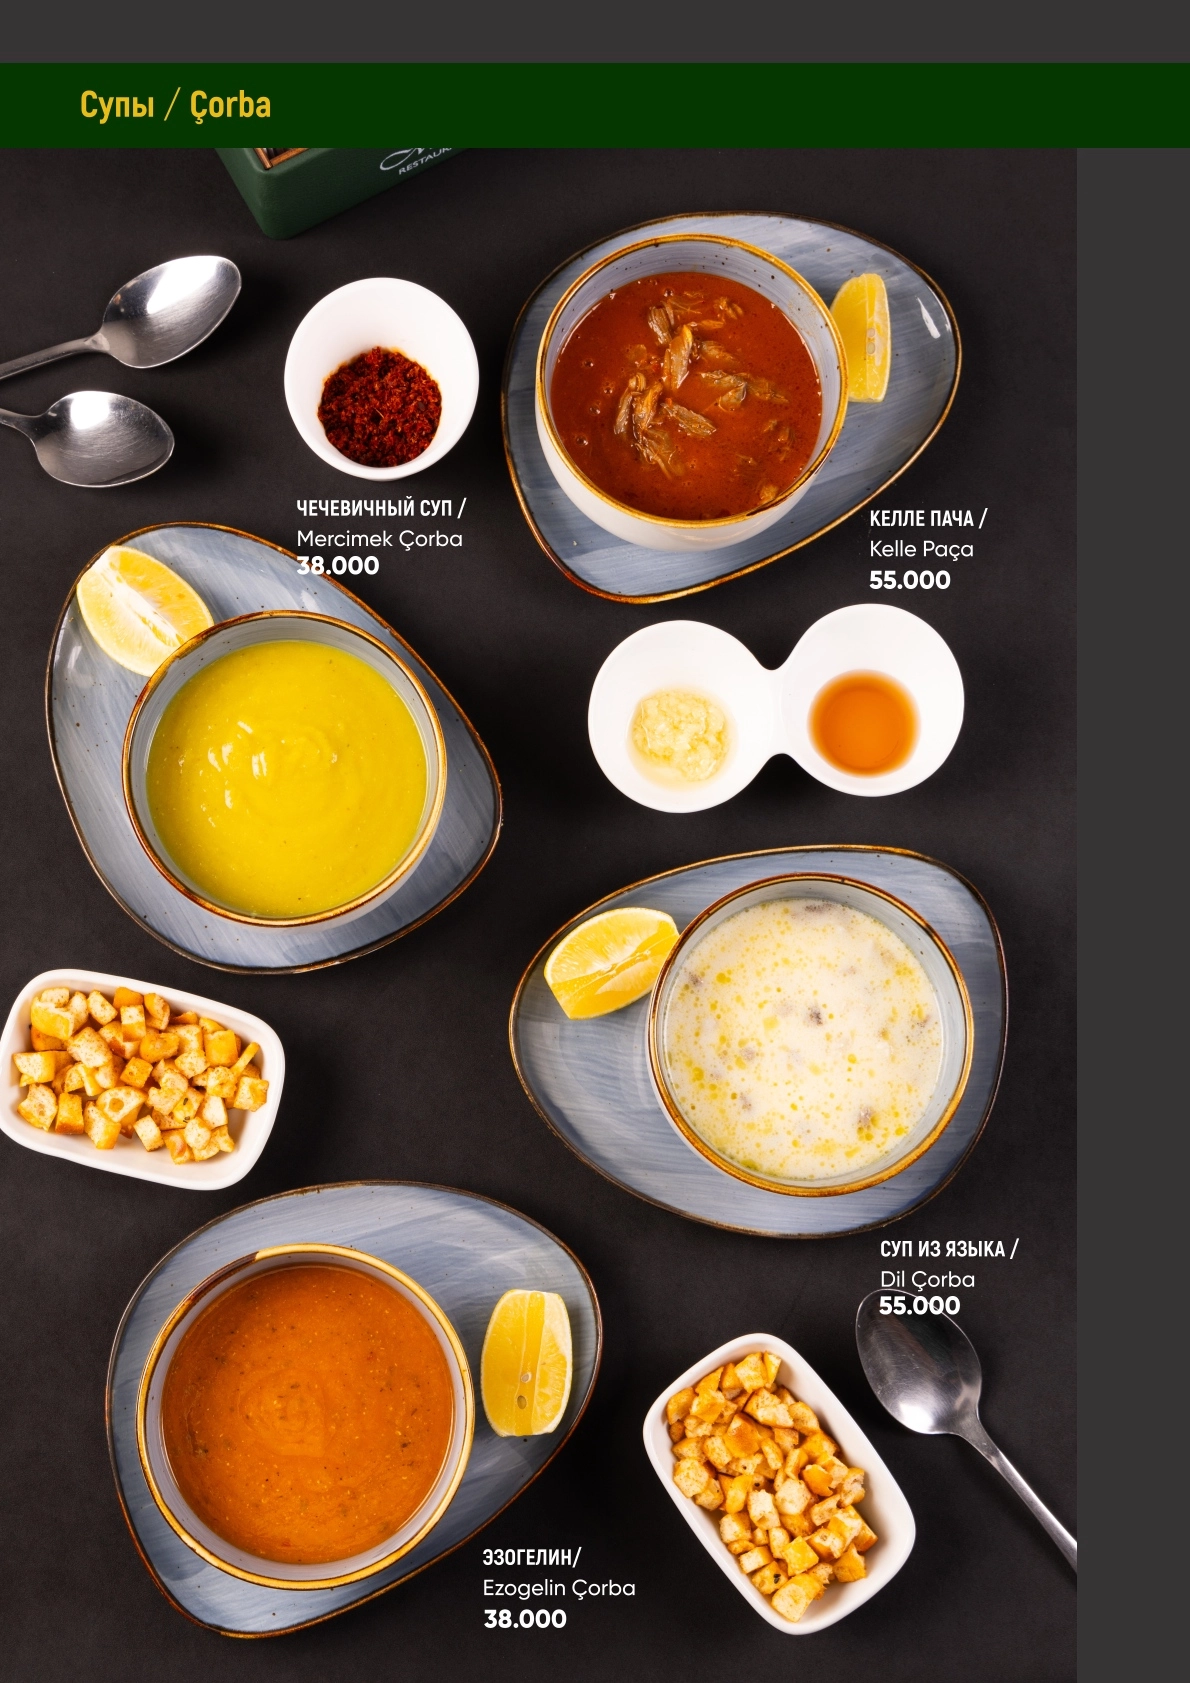 Супы / Çorba
ЧЕЧЕВИЧНЫЙ СУП /
Mercimek Çorba
38.000
КЕЛЛЕ ПАЧА /
Kelle Paça
55.000
СУП ИЗ ЯЗЫКА /
Dil Çorba
55.000
ЭЗОГЕЛИН/
Ezogelin Çorba
38.000